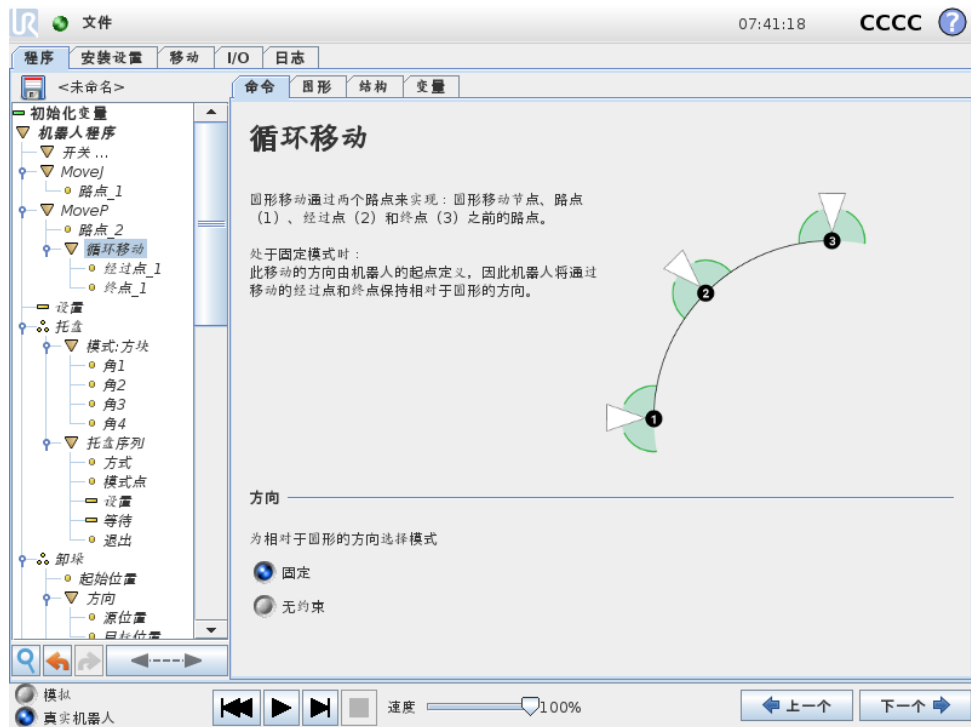 UR 文件 07:41:18 CCCC ?
程序 安装设置 移动 I/O 日志
<未命名>
初始化变量
机器人程序
开关 ...
MoveJ
路点_1
MoveP
路点_2
循环移动
经过点_1
终点_1
设置
托盘
模式:方块
角1
角2
角3
角4
托盘序列
方式
模式点
设置
等待
退出
卸垛
起始位置
方向
源位置
目标位置
命令 图形 结构 变量
循环移动
圆形移动通过两个路点来实现：圆形移动节点、路点
（1）、经过点（2）和终点（3）之前的路点。
处于固定模式时：
此移动的方向由机器人的起点定义，因此机器人将通过
移动的经过点和终点保持相对于圆形的方向。
3
2
1
方向
为相对于圆形的方向选择模式
固定
无约束
模拟
真实机器人
速度 100%
上一个 下一个